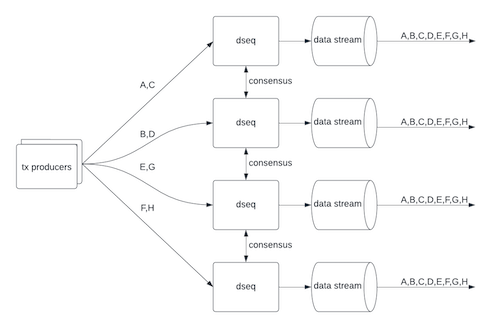 dseq
data stream
A,B,C,D,E,F,G,H
A,C
consensus
dseq
data stream
A,B,C,D,E,F,G,H
B,D
tx producers
E,G
consensus
dseq
data stream
A,B,C,D,E,F,G,H
F,H
consensus
dseq
data stream
A,B,C,D,E,F,G,H